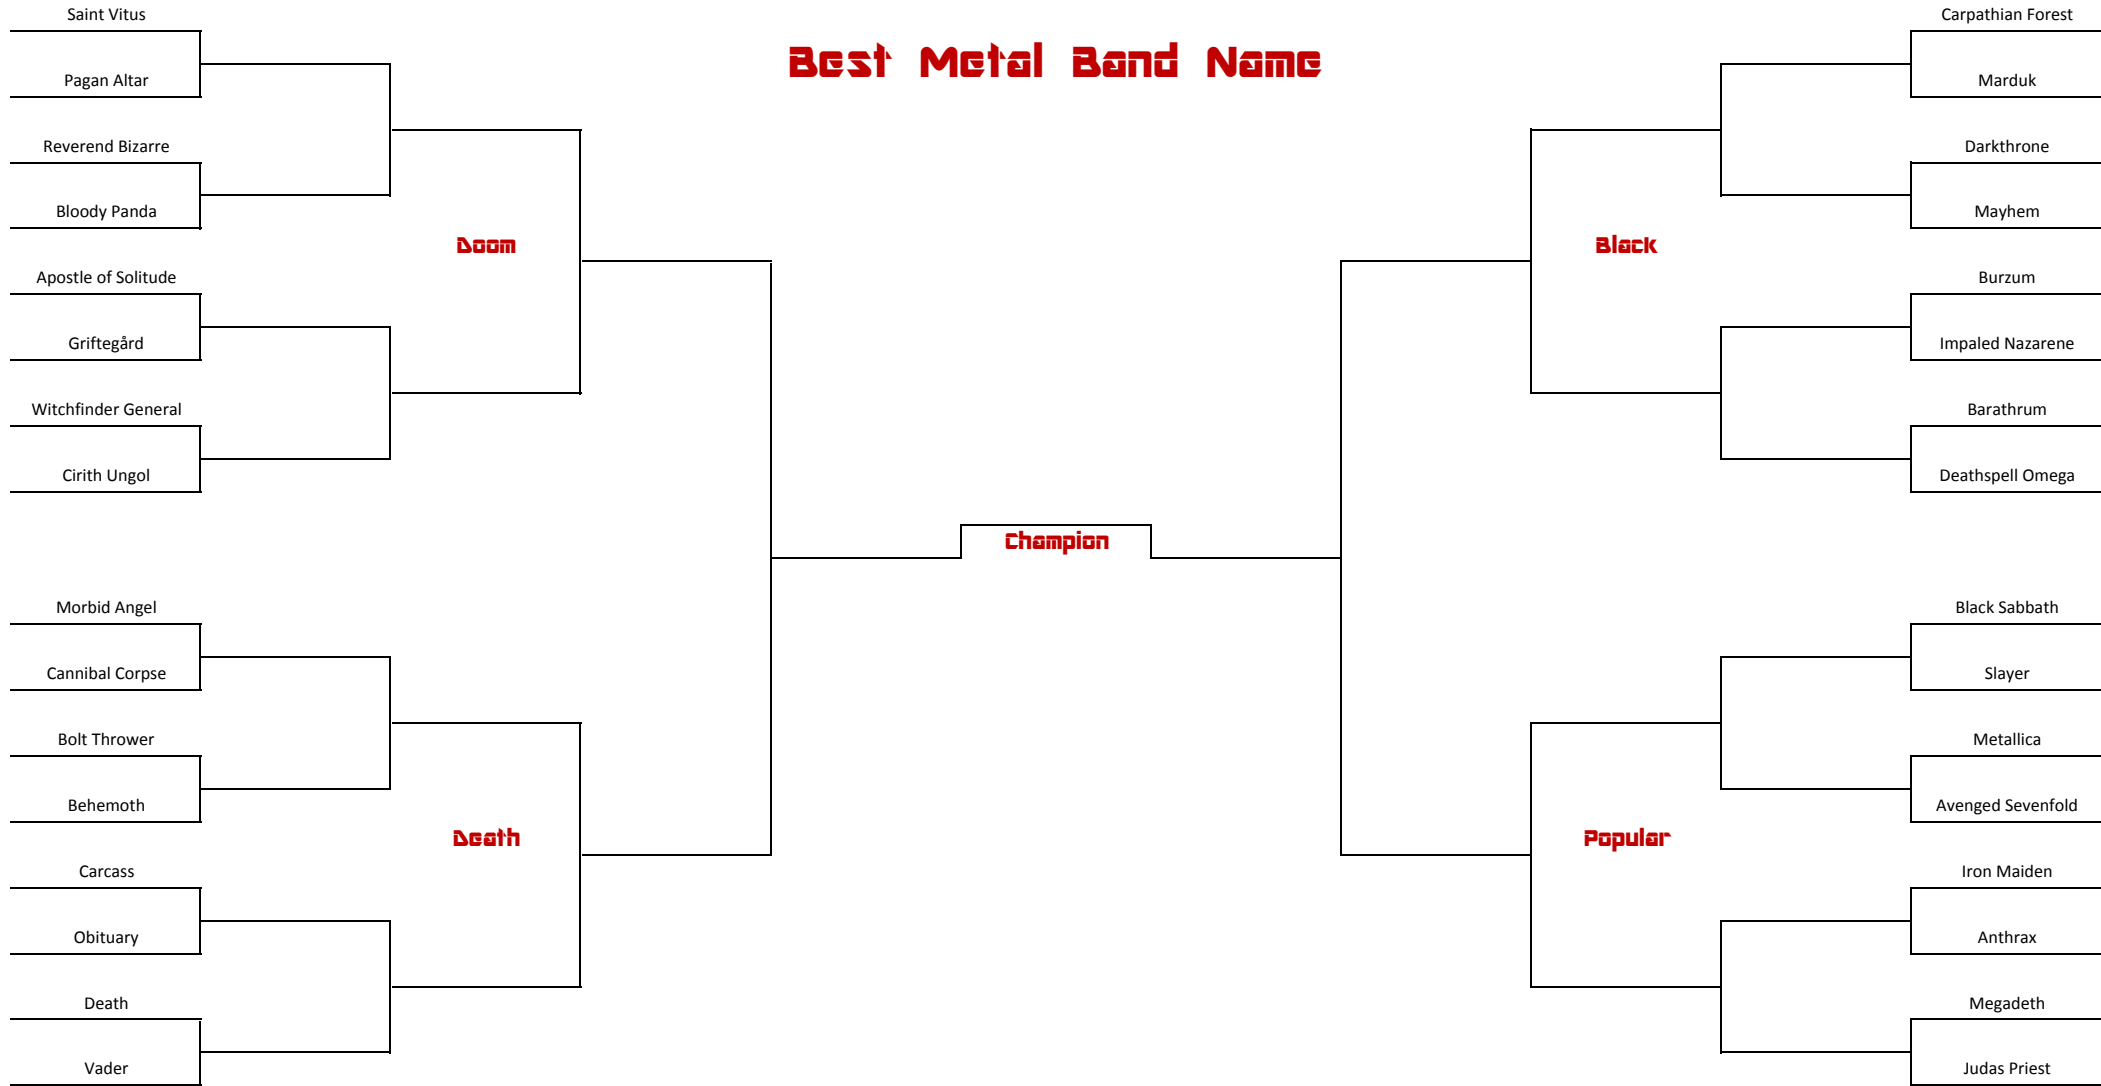 Best Metal Band Name
Saint Vitus
Pagan Altar
Reverend Bizarre
Bloody Panda
Doom
Apostle of Solitude
Griftegård
Witchfinder General
Cirith Ungol
Morbid Angel
Cannibal Corpse
Bolt Thrower
Behemoth
Death
Carcass
Obituary
Death
Vader
Champion
Carpathian Forest
Marduk
Darkthrone
Mayhem
Black
Burzum
Impaled Nazarene
Barathrum
Deathspell Omega
Black Sabbath
Slayer
Metallica
Avenged Sevenfold
Popular
Iron Maiden
Anthrax
Megadeth
Judas Priest